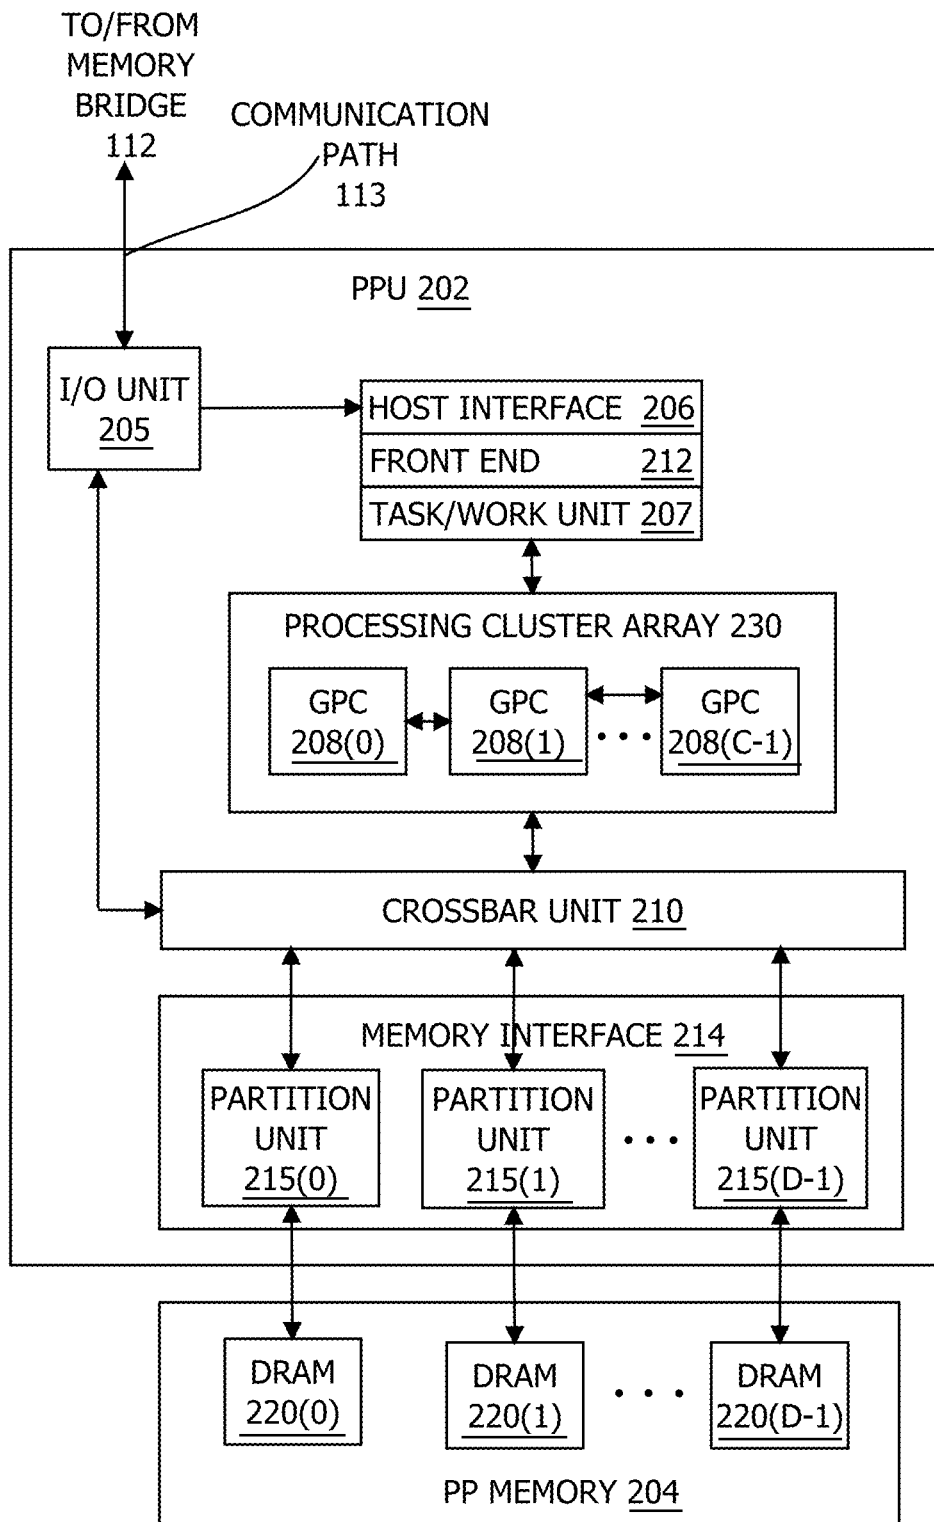 TO/FROM
MEMORY
BRIDGE
112
COMMUNICATION
PATH
113
PPU 202
I/O UNIT
205
HOST INTERFACE 206
FRONT END 212
TASK/WORK UNIT 207
PROCESSING CLUSTER ARRAY 230
GPC
208(0)
GPC
208(1)
• • •
GPC
208(C-1)
CROSSBAR UNIT 210
MEMORY INTERFACE 214
PARTITION
UNIT
215(0)
PARTITION
UNIT
215(1)
• • •
PARTITION
UNIT
215(D-1)
DRAM
220(0)
DRAM
220(1)
• • •
DRAM
220(D-1)
PP MEMORY 204